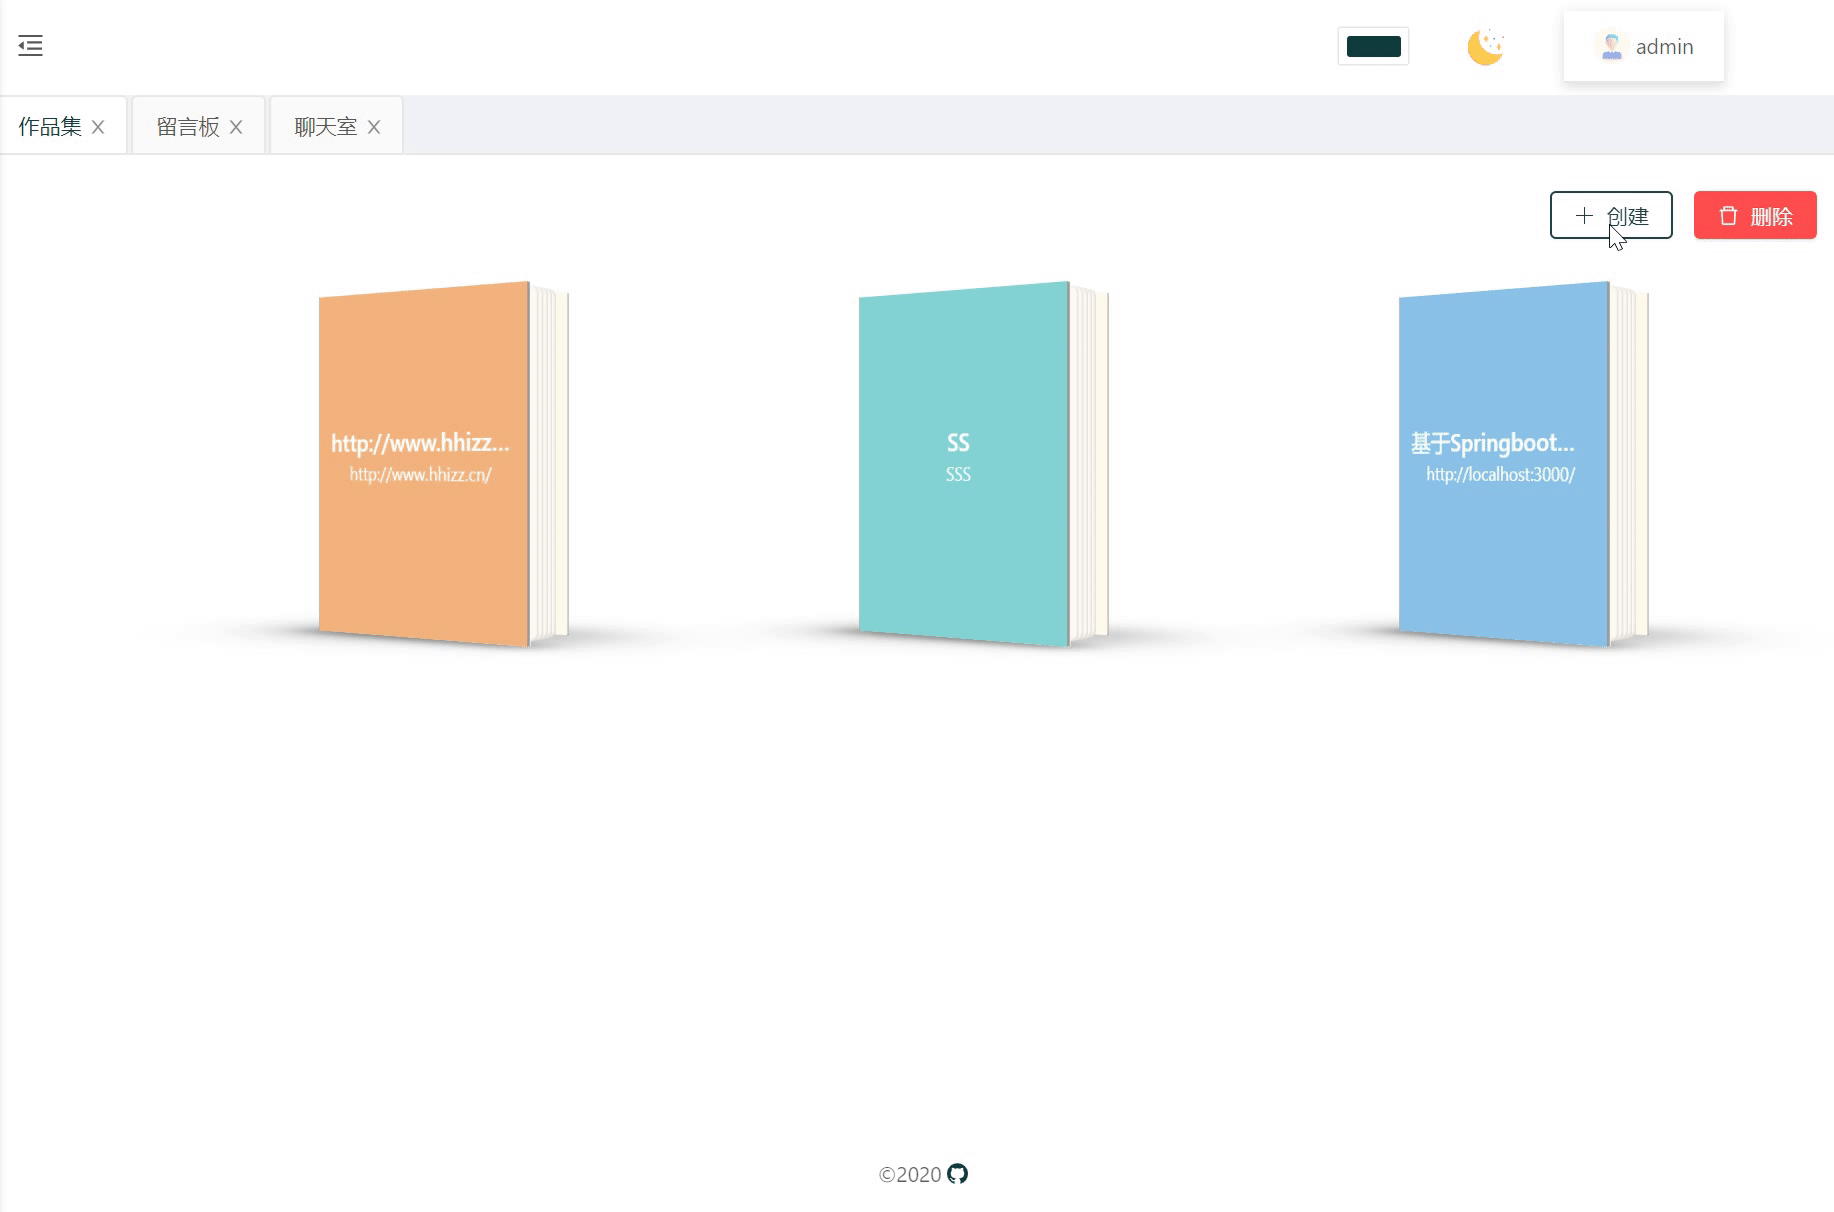 admin
作品集 X
留言板 X
聊天室 X
创建
删除
http://www.hhizz...
http://www.hhizz.cn/
SS
SSS
基于Springboot...
http://localhost:3000/
©2020